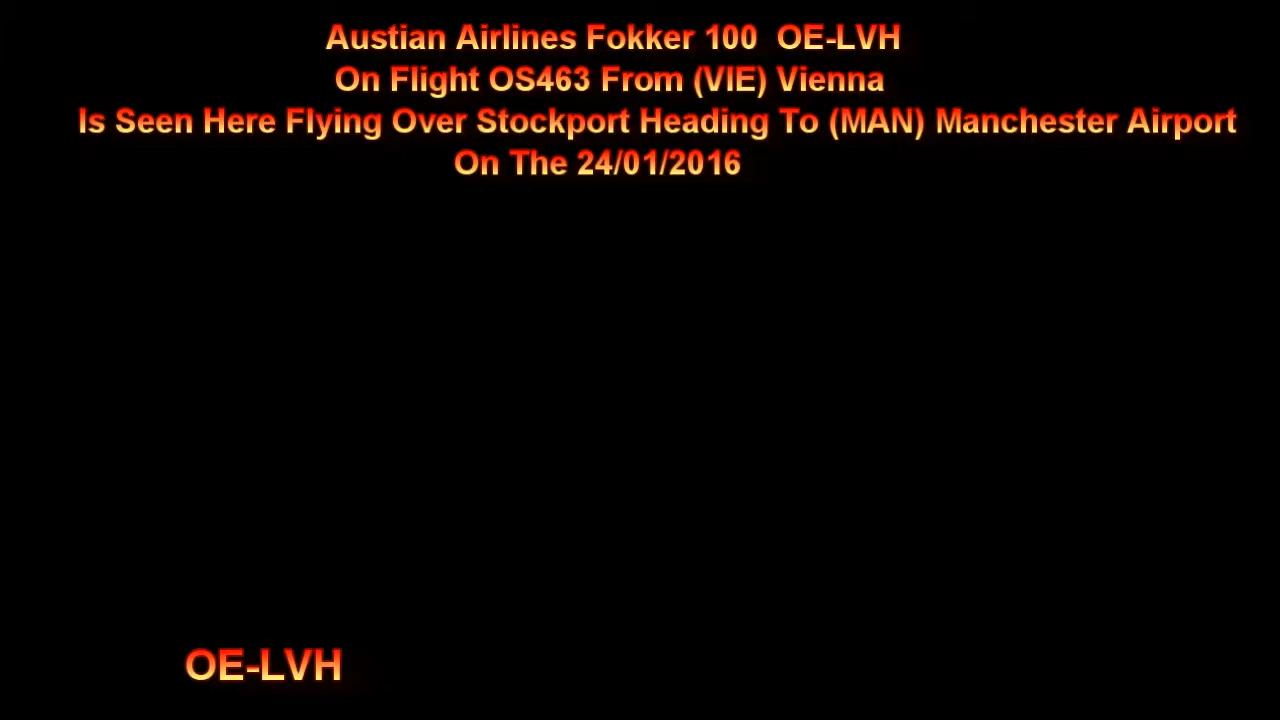 Austian Airlines Fokker 100 OE-LVH
On Flight OS463 From (VIE) Vienna
Is Seen Here Flying Over Stockport Heading To (MAN) Manchester Airport
On The 24/01/2016
OE-LVH